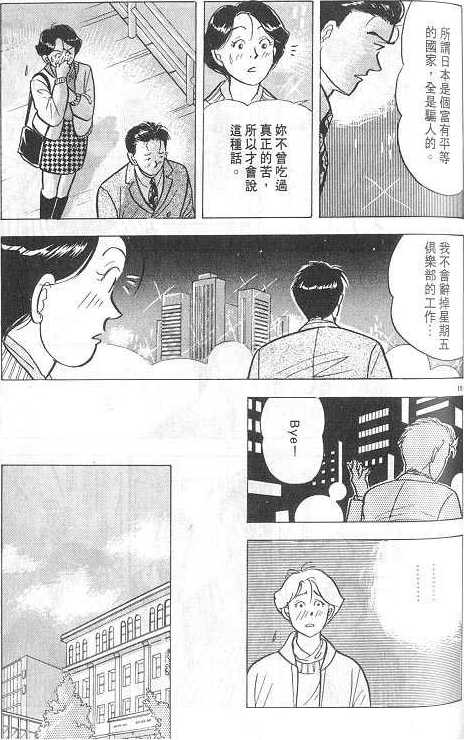 所謂日本是個富有平等
的國家，全是騙人的。
妳不曾吃過
真正的苦，
所以才會說
這種話。
我不會辭掉星期五
俱樂部的工作…
Bye—
…………